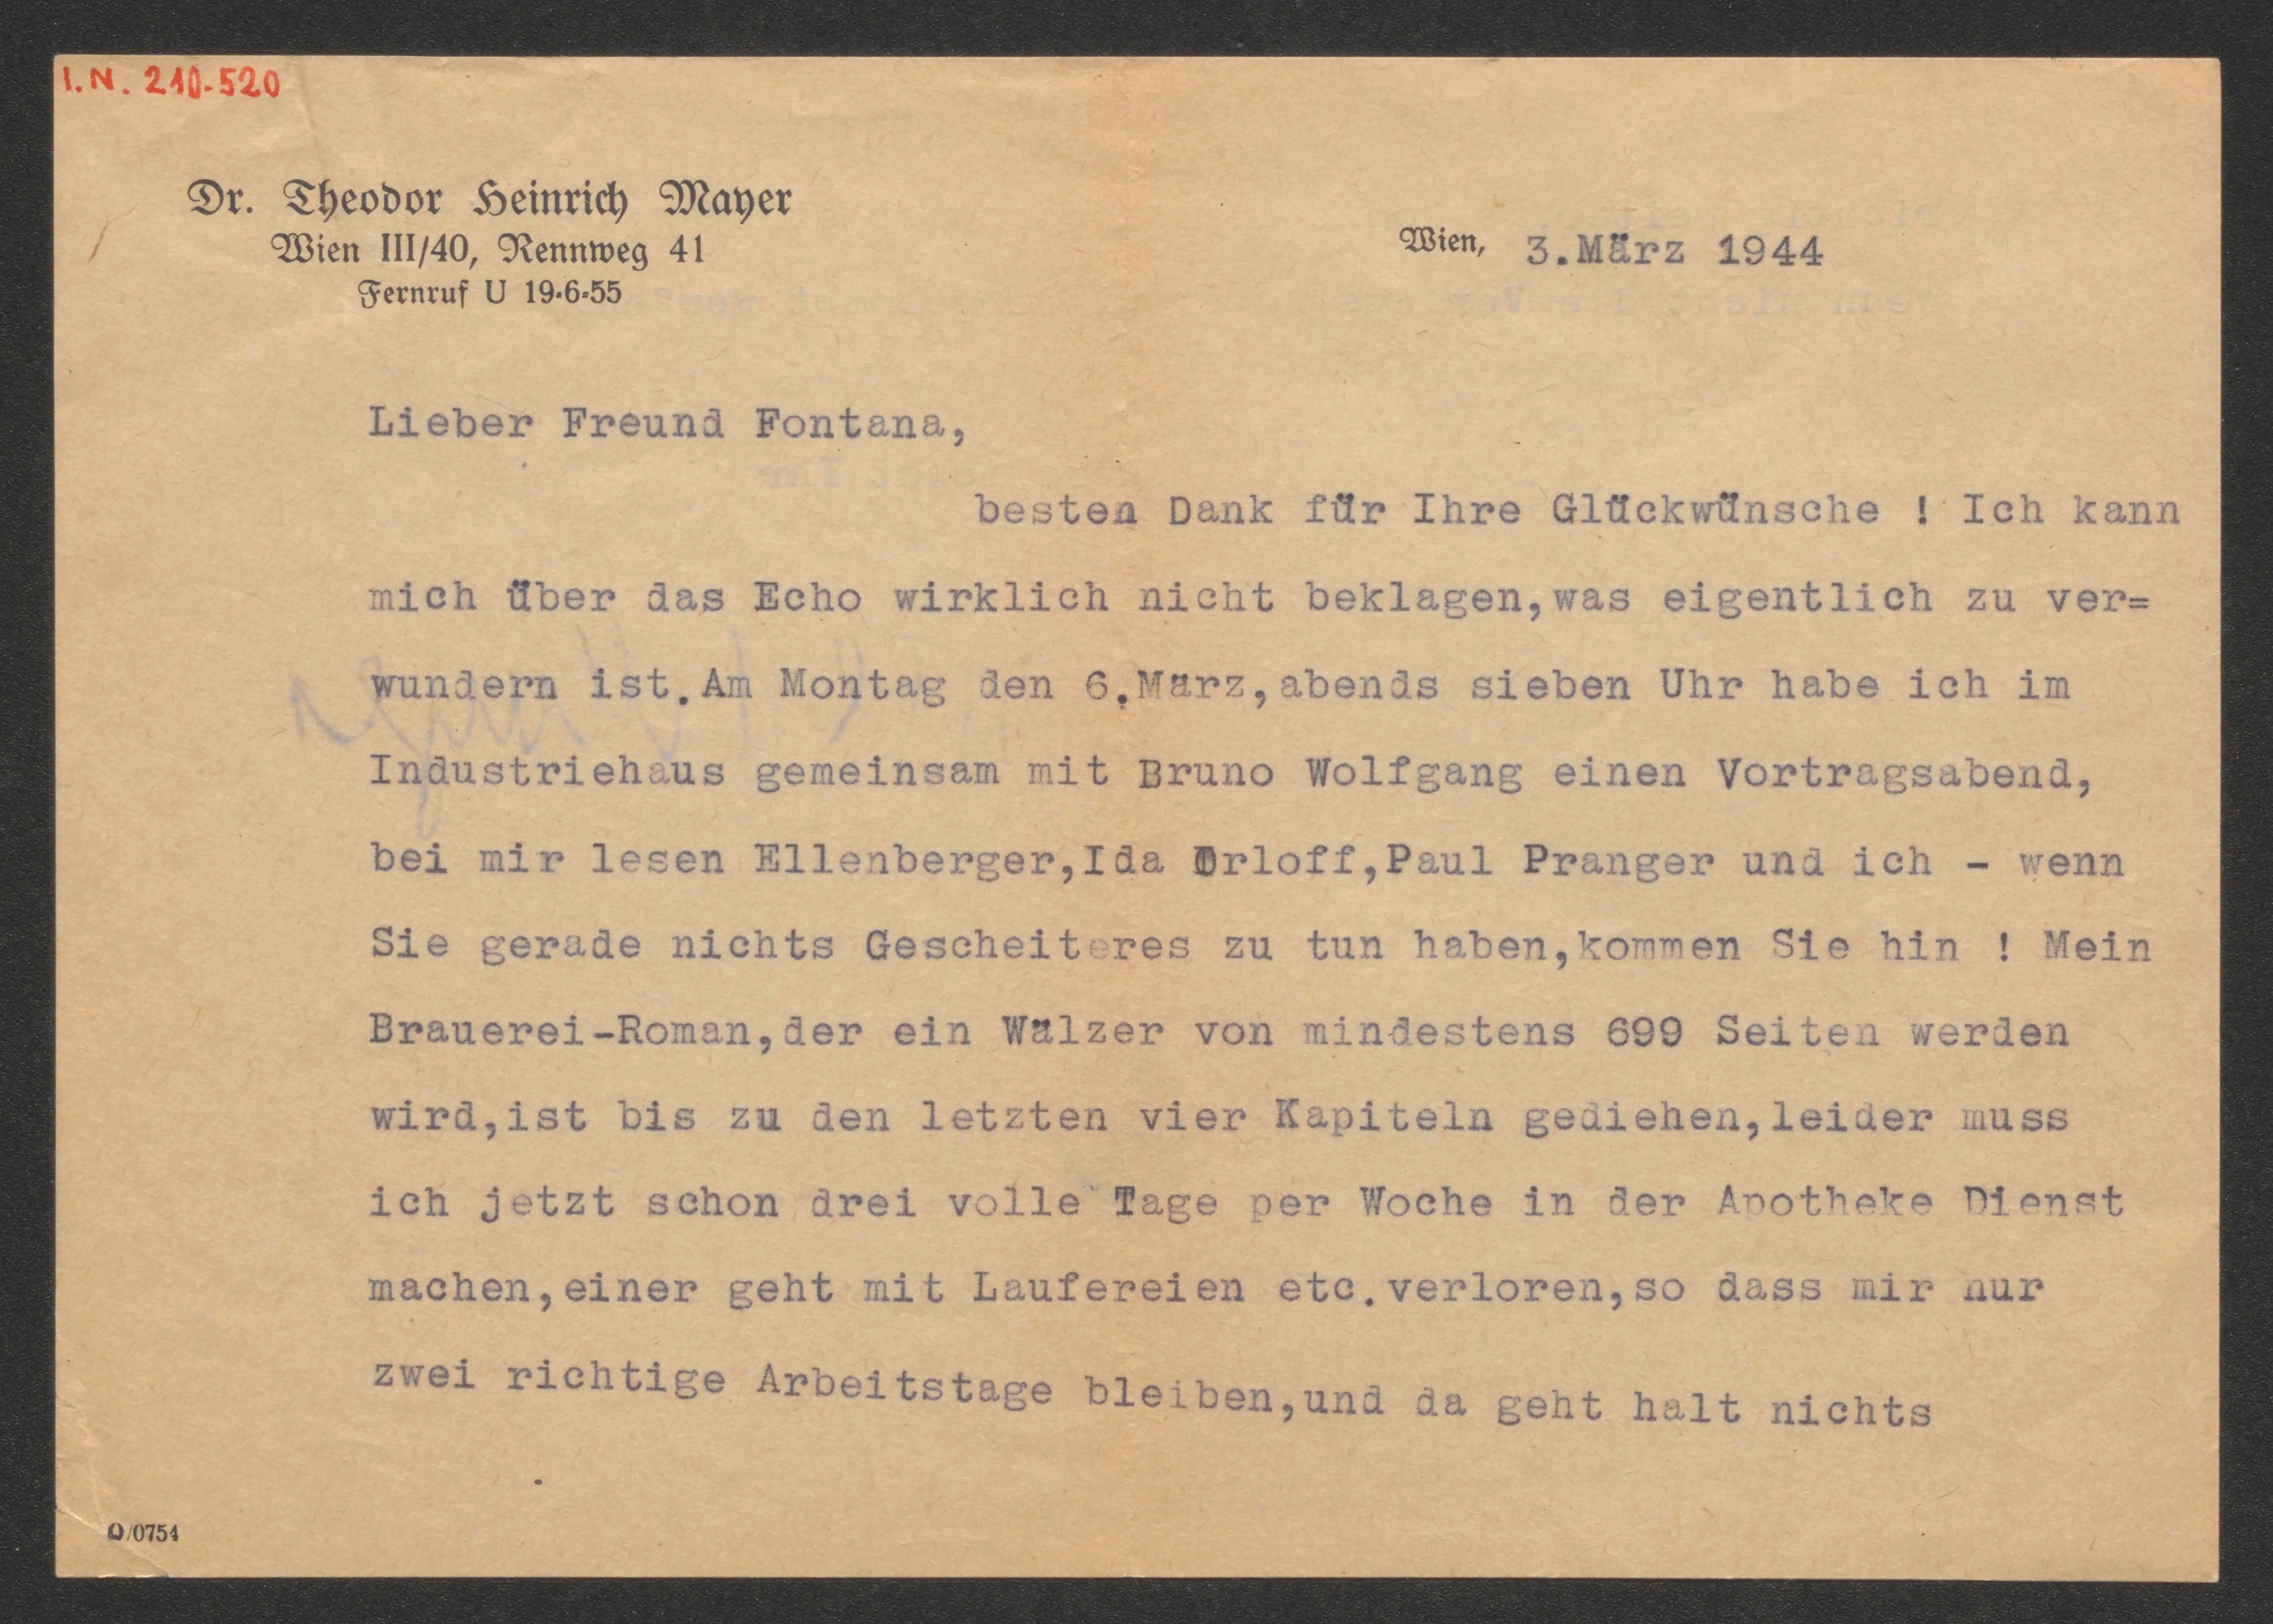 I.N. 210.520
Dr. Theodor Heinrich Mayer
Wien III/40, Rennweg 41
Fernruf U 19-6-55
Wien, 3.März 1944
Lieber Freund Fontana,
besten Dank für Ihre Glückwünsche ! Ich kann
mich über das Echo wirklich nicht beklagen,was eigentlich zu ver=
wundern ist.Am Montag den 6.März,abends sieben Uhr habe ich im
Industriehaus gemeinsam mit Bruno Wolfgang einen Vortragsabend,
bei mir lesen Ellenberger,Ida Orloff,Paul Pranger und ich - wenn
Sie gerade nichts Gescheiteres zu tun haben,kommen Sie hin ! Mein
Brauerei-Roman,der ein Wälzer von mindestens 699 Seiten werden
wird,ist bis zu den letzten vier Kapiteln gediehen,leider muss
ich jetzt schon drei volle Tage per Woche in der Apotheke Dienst
machen,einer geht mit Laufereien etc.verloren,so dass mir nur
zwei richtige Arbeitstage bleiben,und da geht halt nichts
Q/0754